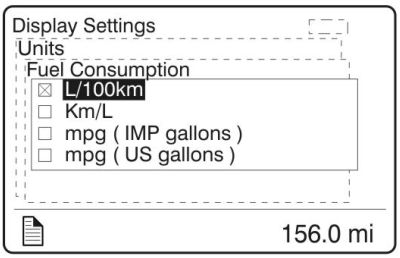 Display Settings
Units
Fuel Consumption
L/100km
Km/L
mpg ( IMP gallons )
mpg ( US gallons )
156.0 mi